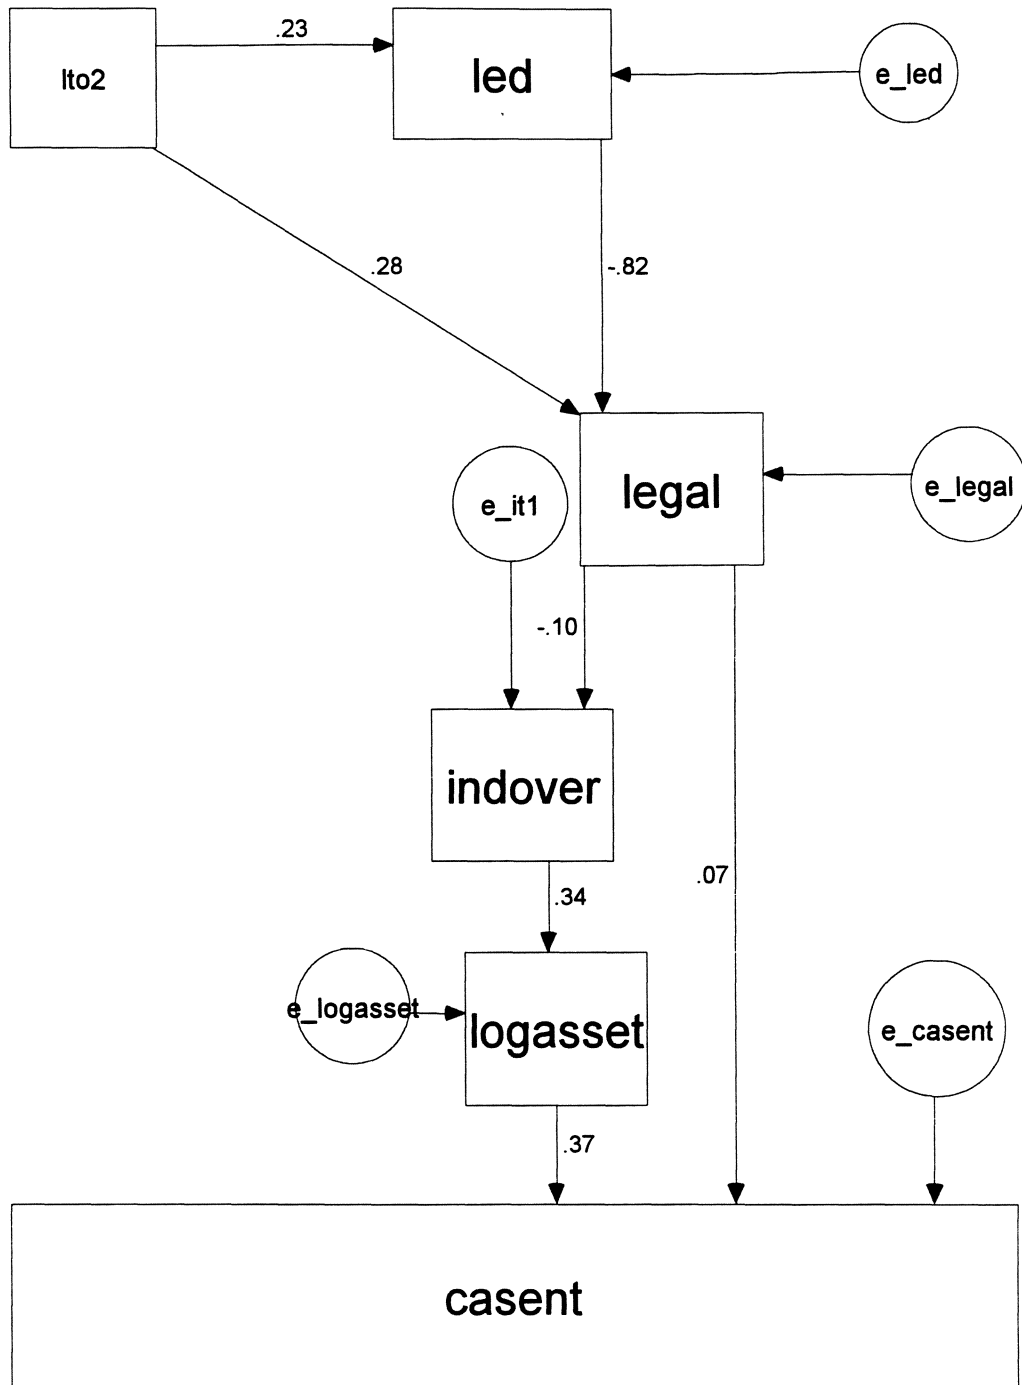 .23
lto2
led
e_led
.28
-.82
e_it1
legal
e_legal
-.10
indover
.34
.07
e_logasset
logasset
e_casent
.37
casent